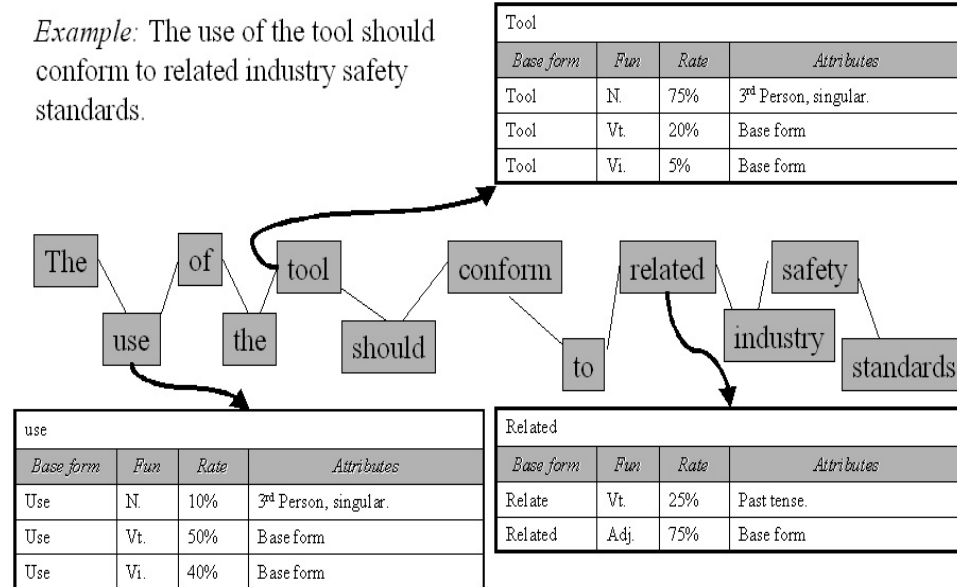 Example: The use of the tool should
conform to related industry safety
standards.
Tool
Base form Fun Rate Attributes
Tool N. 75% 3rd Person, singular.
Tool Vt. 20% Base form
Tool Vi. 5% Base form
The of tool conform related safety
use the should to industry standards
use
Base form Fun Rate Attributes
Use N. 10% 3rd Person, singular.
Use Vt. 50% Base form
Use Vi. 40% Base form
Related
Base form Fun Rate Attributes
Relate Vt. 25% Past tense.
Related Adj. 75% Base form